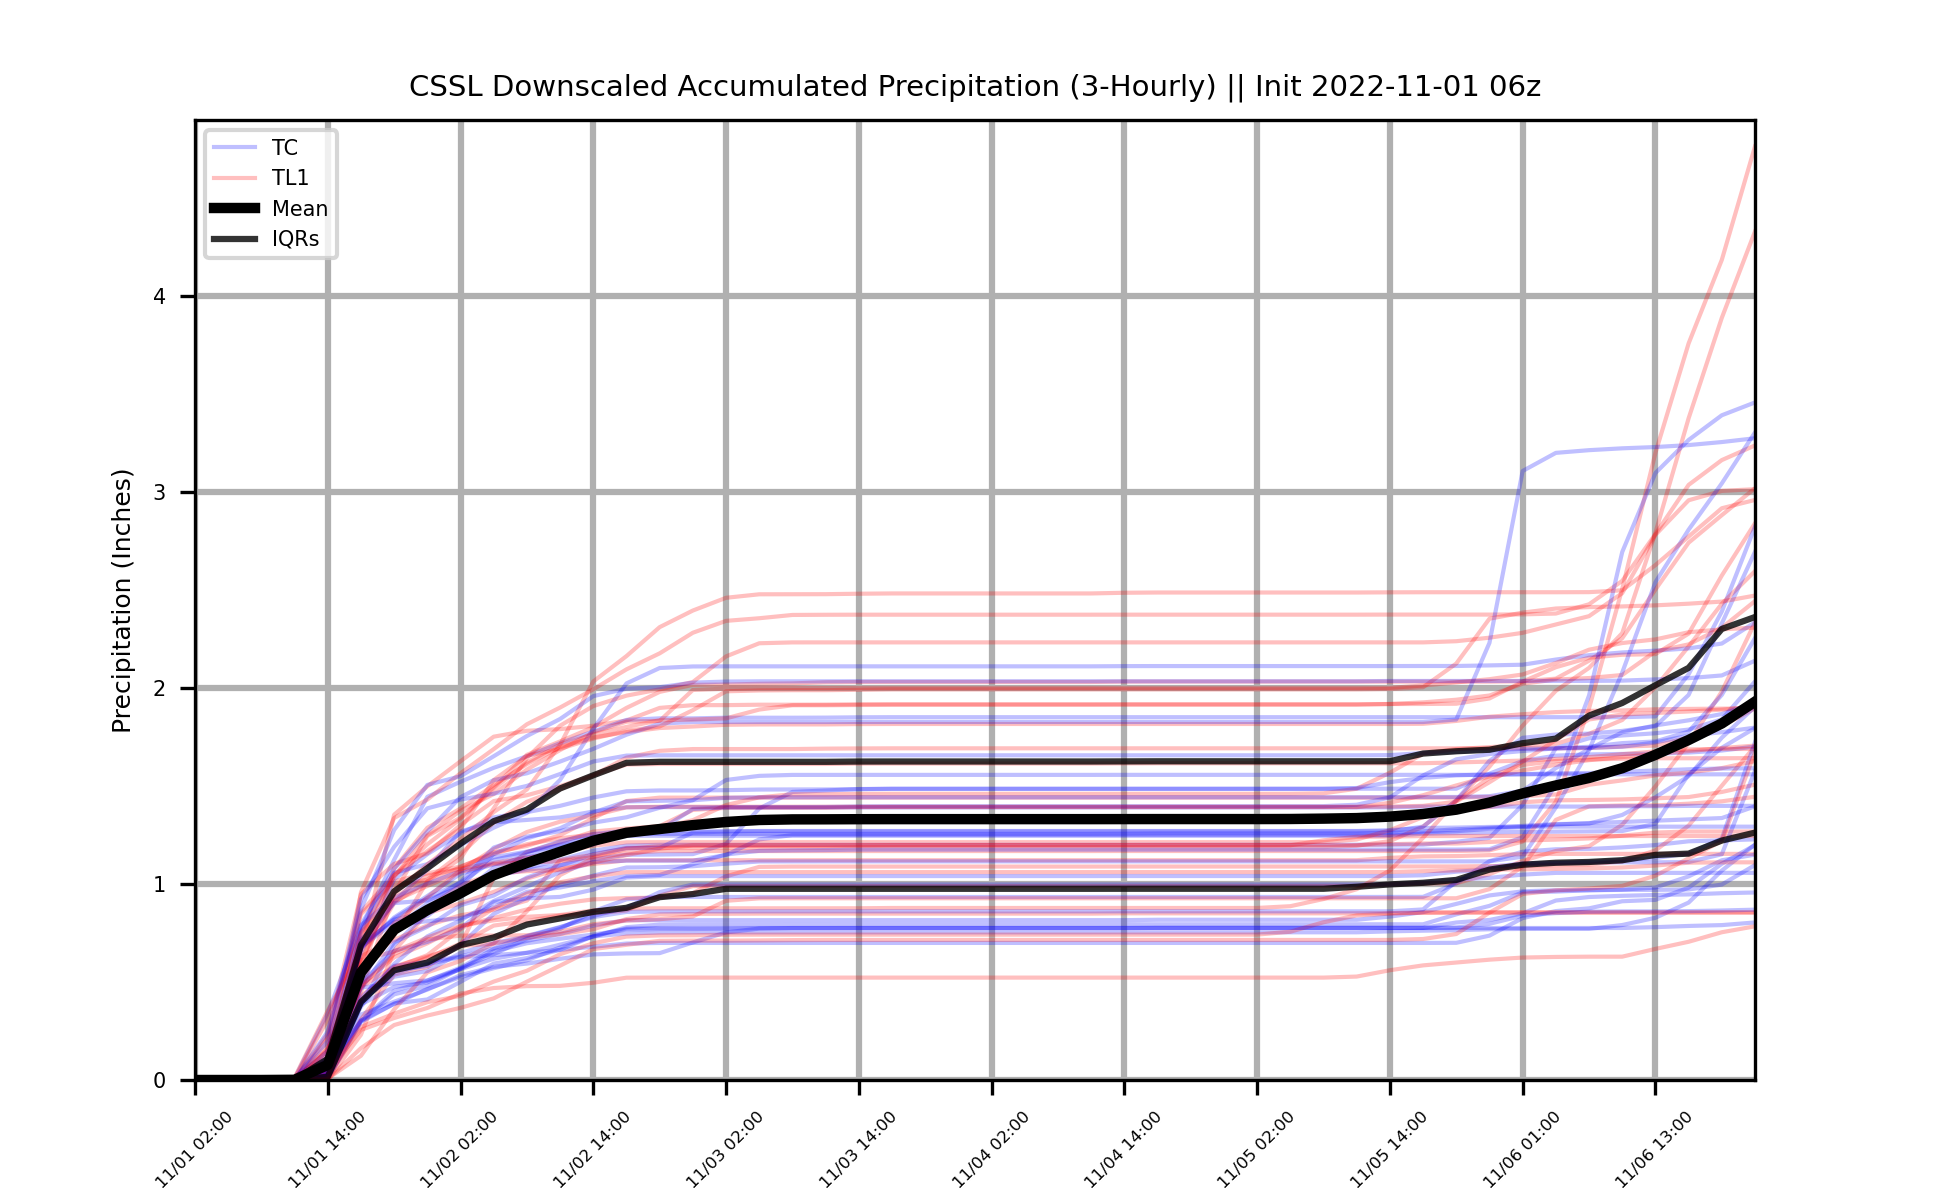 CSSL Downscaled Accumulated Precipitation (3-Hourly) || Init 2022-11-01 06z
TC
TL1
Mean
IQRs
Precipitation (Inches)
4
3
2
1
0
11/01 02:00
11/01 14:00
11/02 02:00
11/02 14:00
11/03 02:00
11/03 14:00
11/04 02:00
11/04 14:00
11/05 02:00
11/05 14:00
11/06 01:00
11/06 13:00